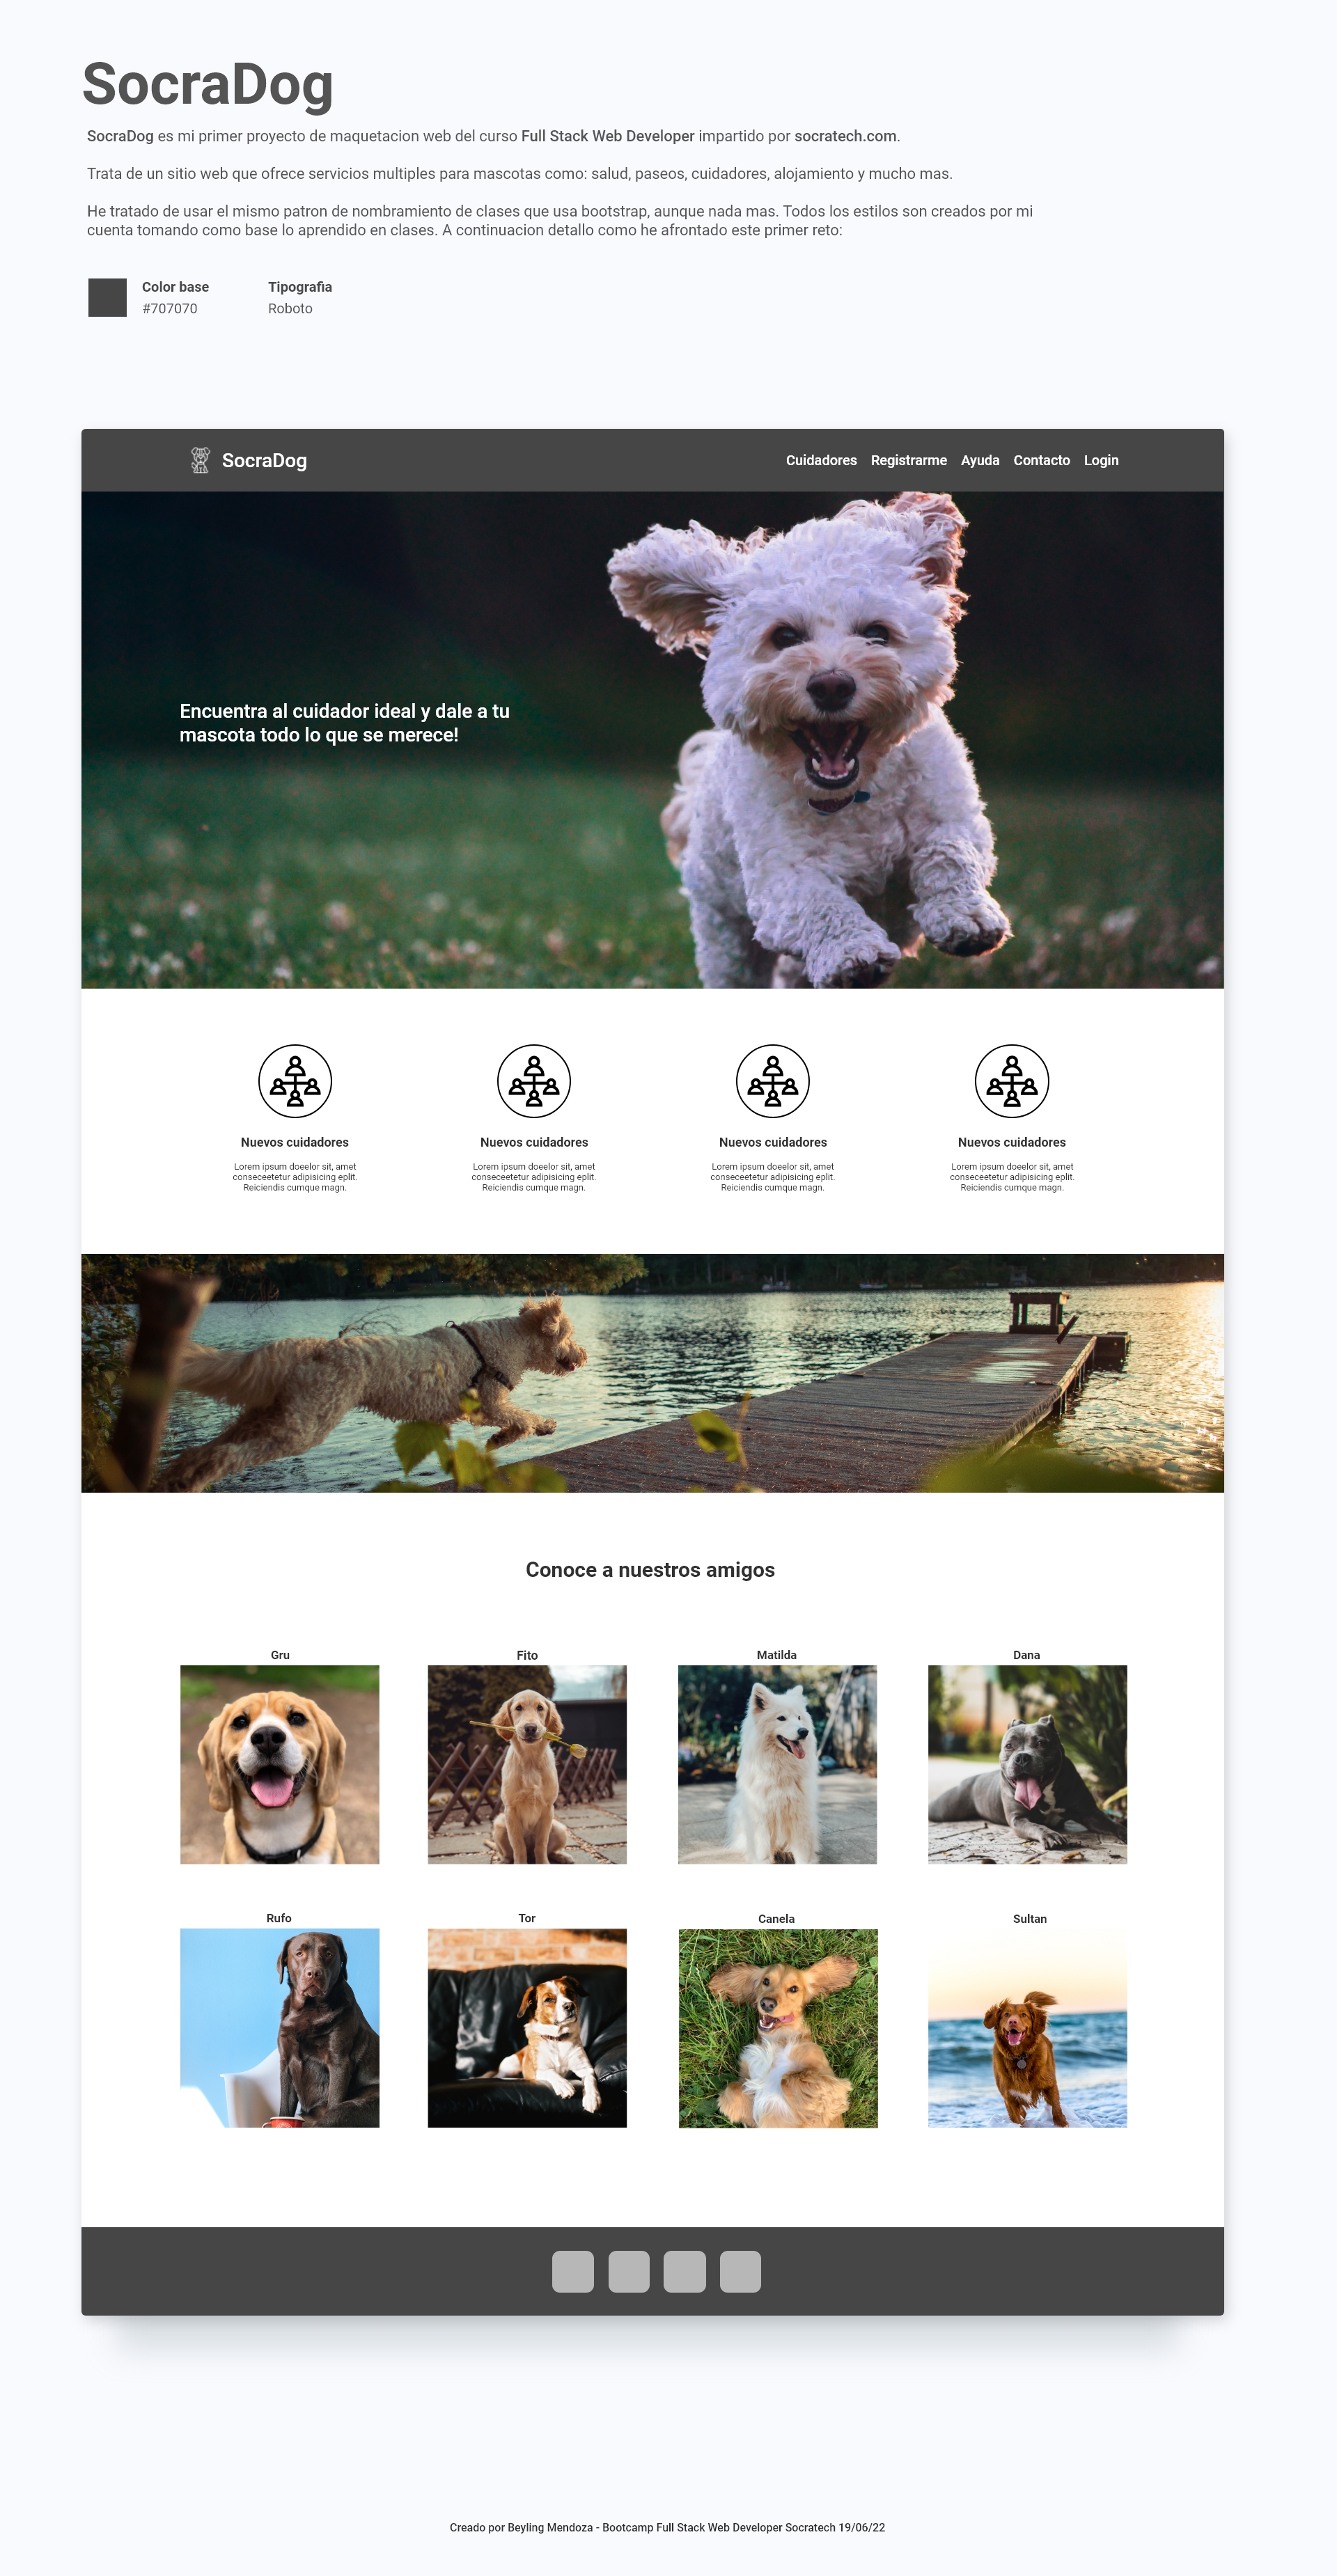 SocraDog
SocraDog es mi primer proyecto de maquetacion web del curso Full Stack Web Developer impartido por socratech.com.
Trata de un sitio web que ofrece servicios multiples para mascotas como: salud, paseos, cuidadores, alojamiento y mucho mas.
He tratado de usar el mismo patron de nombramiento de clases que usa bootstrap, aunque nada mas. Todos los estilos son creados por mi
cuenta tomando como base lo aprendido en clases. A continuacion detallo como he afrontado este primer reto:
Color base
#707070
Tipografia
Roboto
SocraDog
Cuidadores Registrarme Ayuda Contacto Login
Encuentra al cuidador ideal y dale a tu
mascota todo lo que se merece!
Nuevos cuidadores
Lorem ipsum doeelor sit, amet
conseceetetur adipisicing eplit.
Reiciendis cumque magn.
Nuevos cuidadores
Lorem ipsum doeelor sit, amet
conseceetetur adipisicing eplit.
Reiciendis cumque magn.
Nuevos cuidadores
Lorem ipsum doeelor sit, amet
conseceetetur adipisicing eplit.
Reiciendis cumque magn.
Nuevos cuidadores
Lorem ipsum doeelor sit, amet
conseceetetur adipisicing eplit.
Reiciendis cumque magn.
Conoce a nuestros amigos
Gru
Fito
Matilda
Dana
Rufo
Tor
Canela
Sultan
Creado por Beyling Mendoza - Bootcamp Full Stack Web Developer Socratech 19/06/22